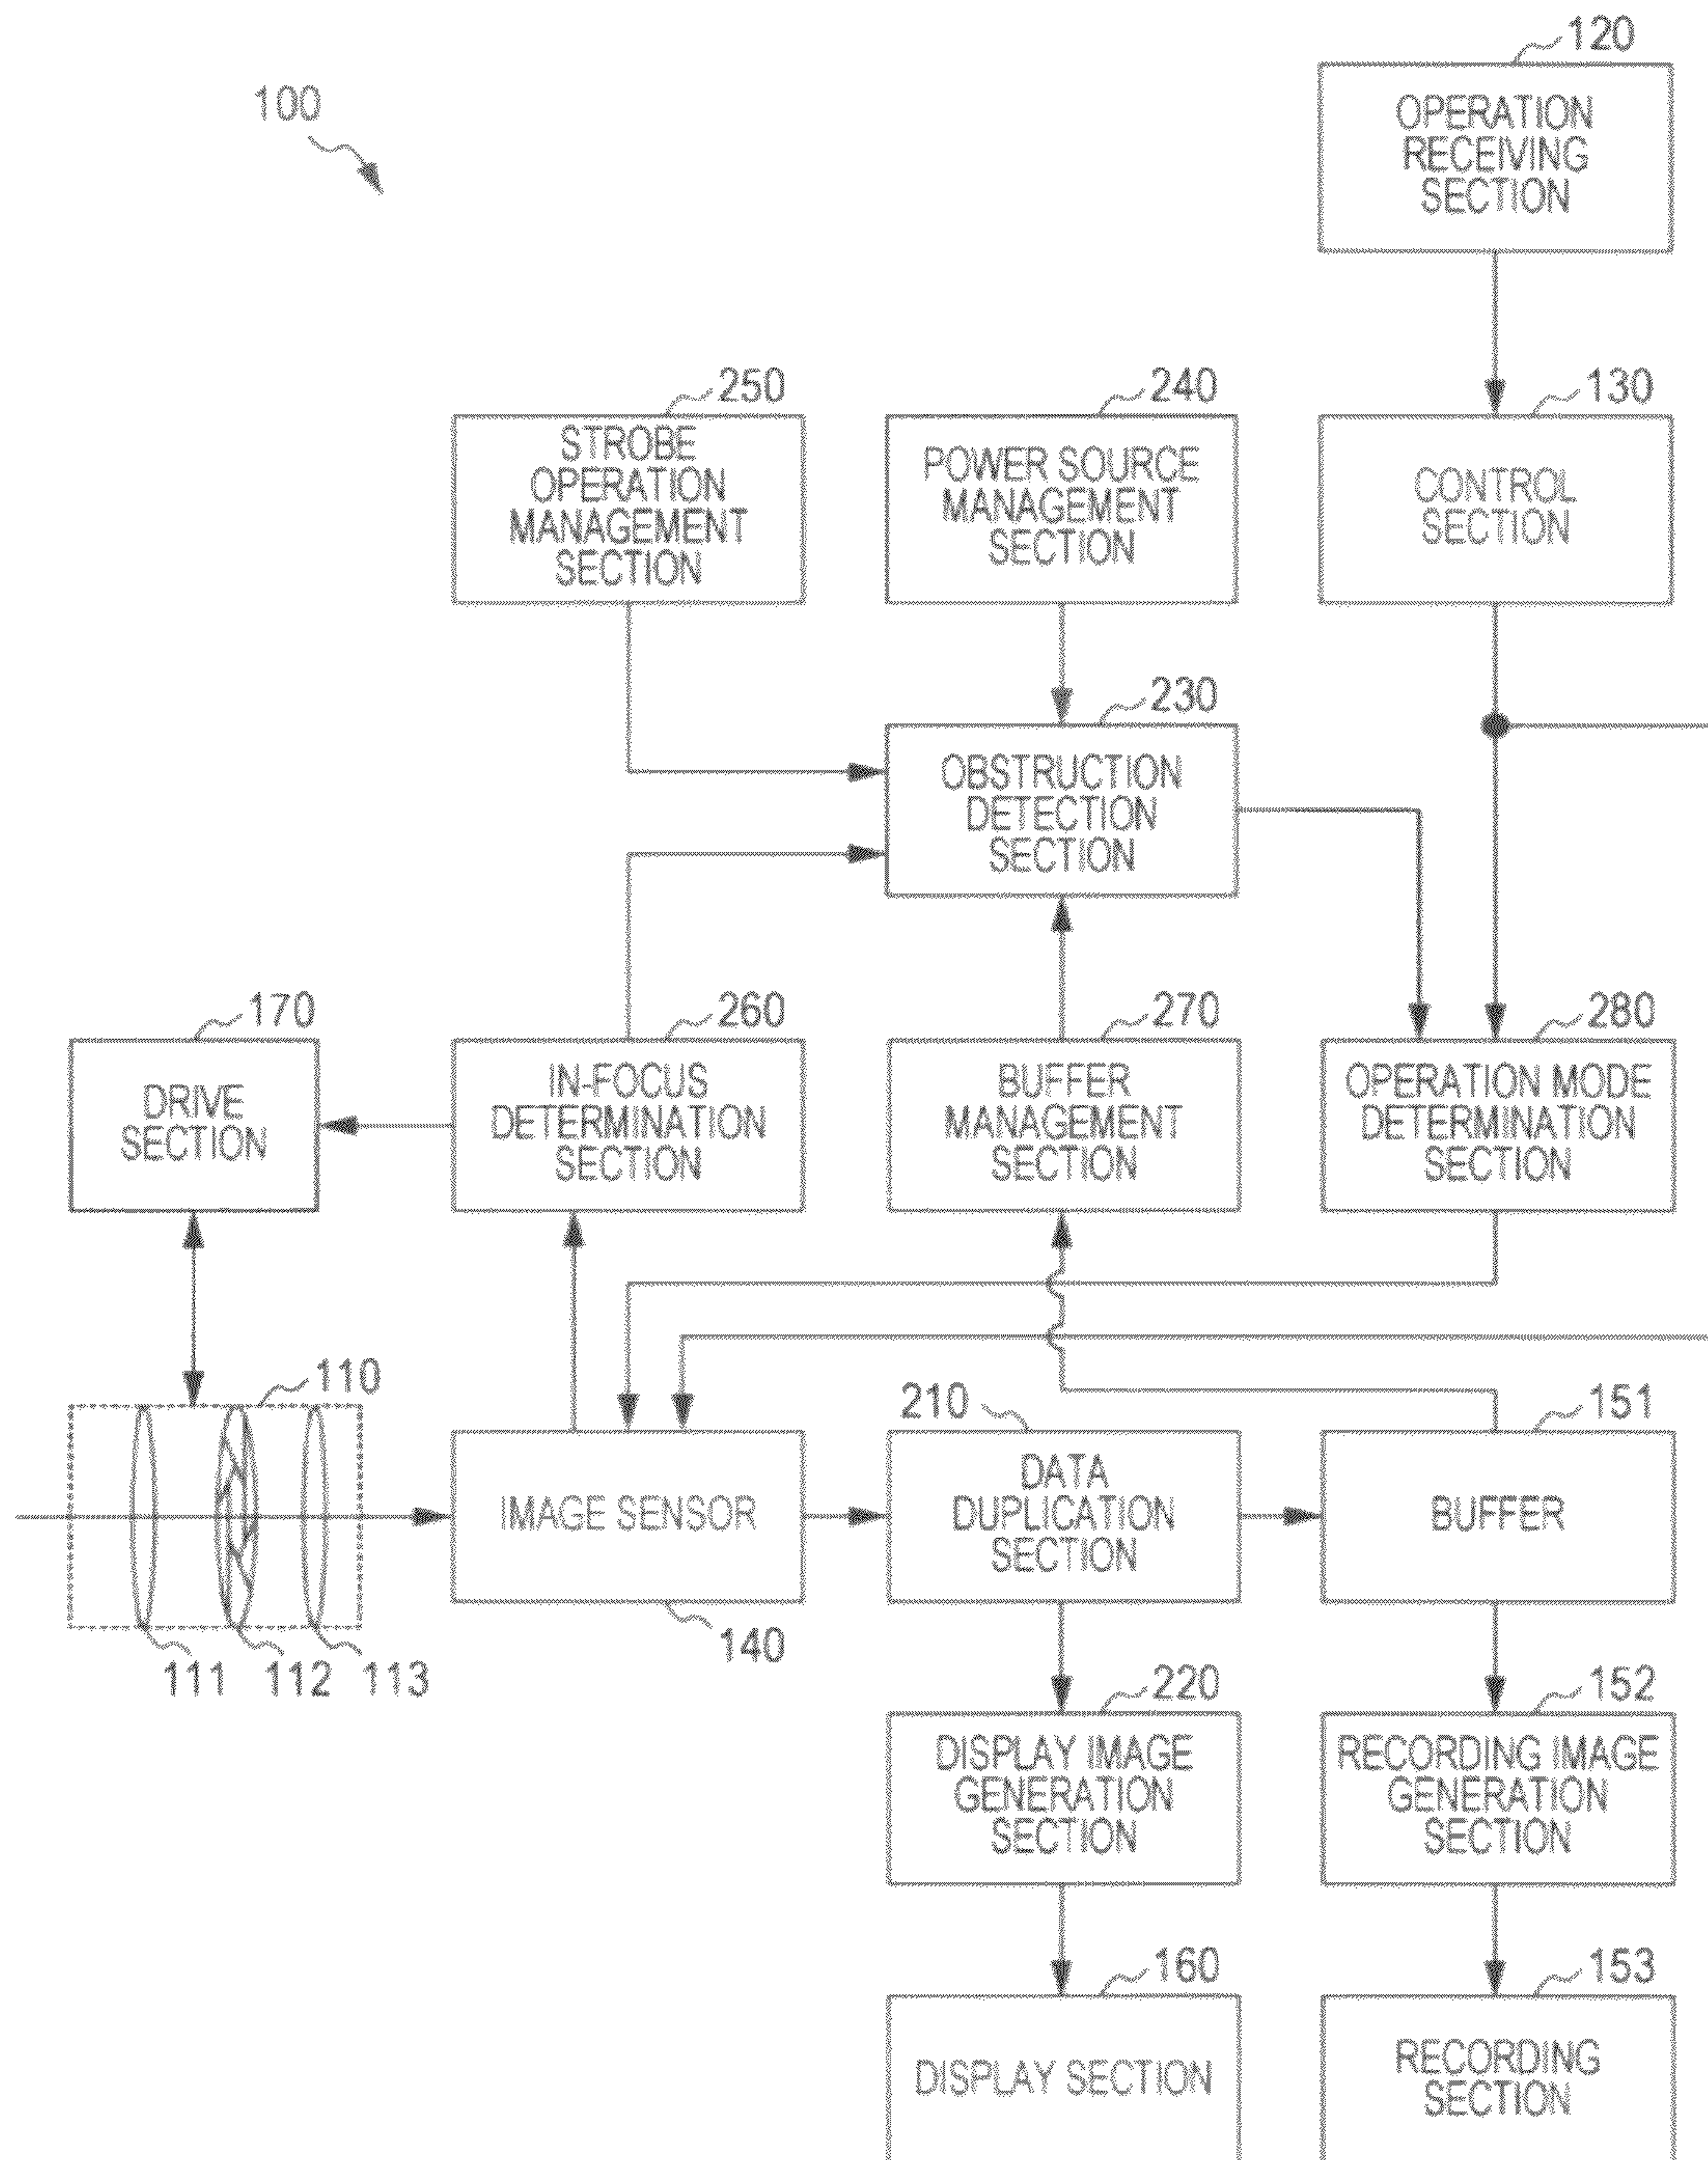 120
100
OPERATION
RECEIVING
SECTION
250
240
130
STROBE
OPERATION
MANAGEMENT
SECTION
POWER SOURCE
MANAGEMENT
SECTION
CONTROL
SECTION
230
OBSTRUCTION
DETECTION
SECTION
170
260
270
280
DRIVE
SECTION
IN-FOCUS
DETERMINATION
SECTION
BUFFER
MANAGEMENT
SECTION
OPERATION MODE
DETERMINATION
SECTION
110
210
151
IMAGE SENSOR
DATA
DUPLICATION
SECTION
BUFFER
140
111
112
113
220
152
DISPLAY IMAGE
GENERATION
SECTION
RECORDING IMAGE
GENERATION
SECTION
160
153
DISPLAY SECTION
RECORDING
SECTION